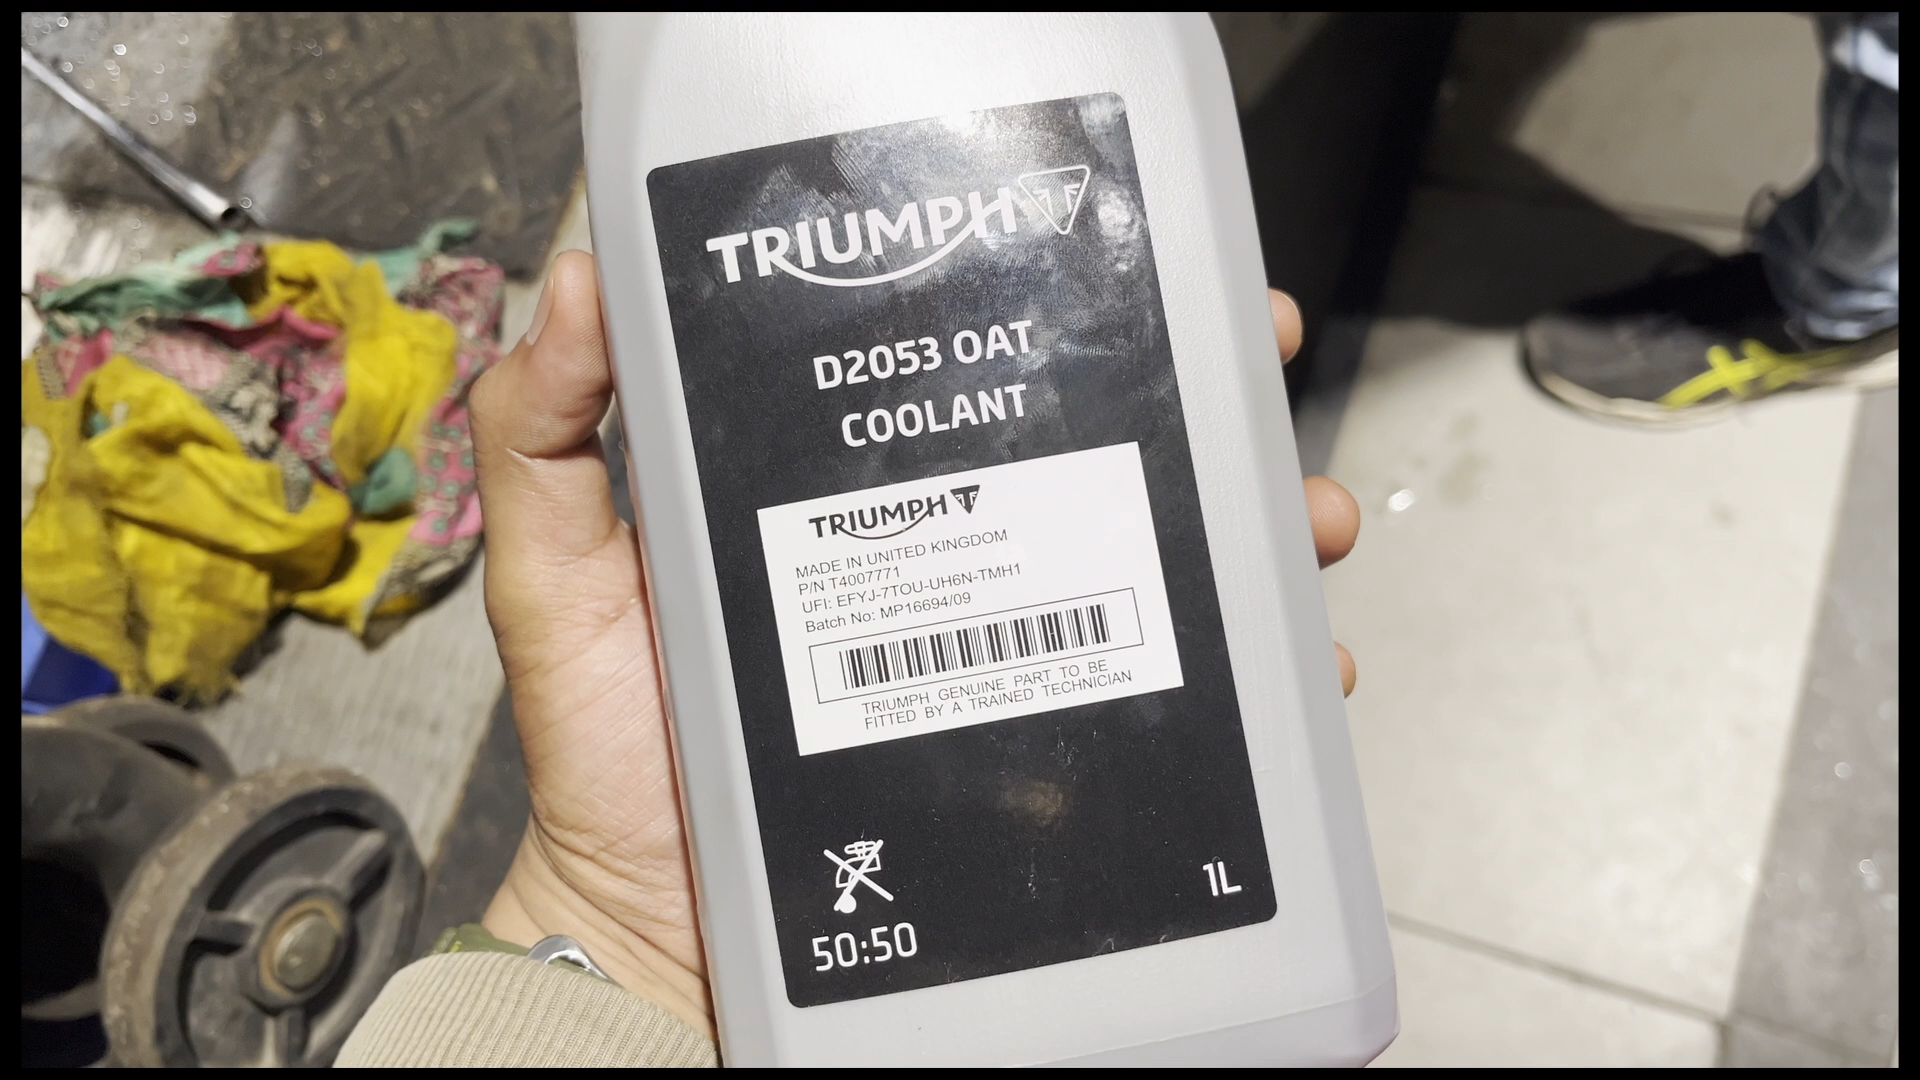 TRIUMPH
D2053 OAT
COOLANT
TRIUMPH
MADE IN UNITED KINGDOM
P/N T4007771
UFI: EFYJ-7TOU-UH6N-TMH1
Batch No: MP16694/09
TRIUMPH GENUINE PART TO BE
FITTED BY A TRAINED TECHNICIAN
50:50
1L